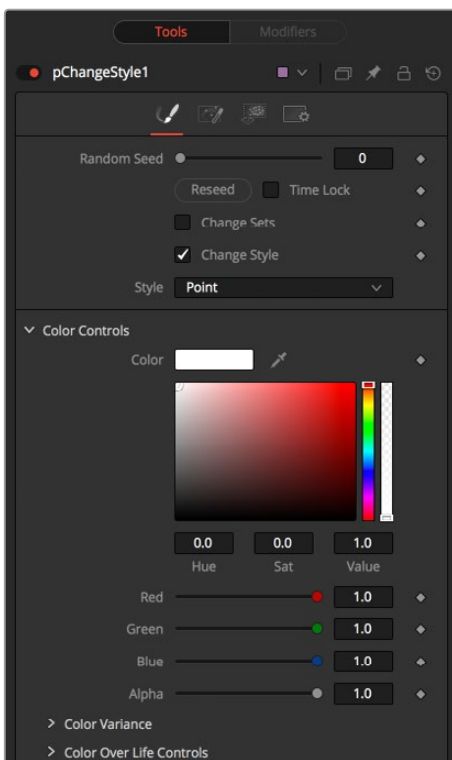 Tools Modifiers
pChangeStyle1
Random Seed 0
Reseed Time Lock
Change Sets
Change Style
Style Point
Color Controls
Color
0.0 0.0 1.0
Hue Sat Value
Red 1.0
Green 1.0
Blue 1.0
Alpha 1.0
Color Variance
Color Over Life Controls